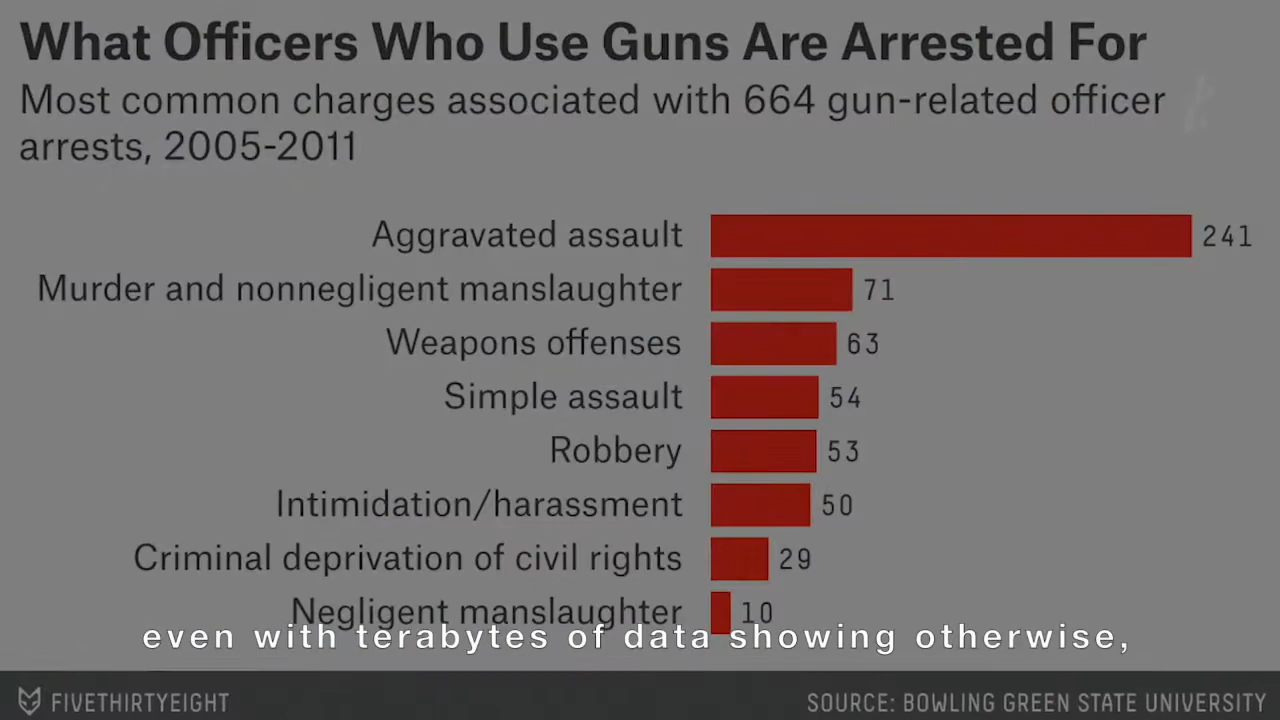 What Officers Who Use Guns Are Arrested For
Most common charges associated with 664 gun-related officer
arrests, 2005-2011
Aggravated assault 241
Murder and nonnegligent manslaughter 71
Weapons offenses 63
Simple assault 54
Robbery 53
Intimidation/harassment 50
Criminal deprivation of civil rights 29
Negligent manslaughter 10
even with terabytes of data showing otherwise,
FIVETHIRTYEIGHT SOURCE: BOWLING GREEN STATE UNIVERSITY